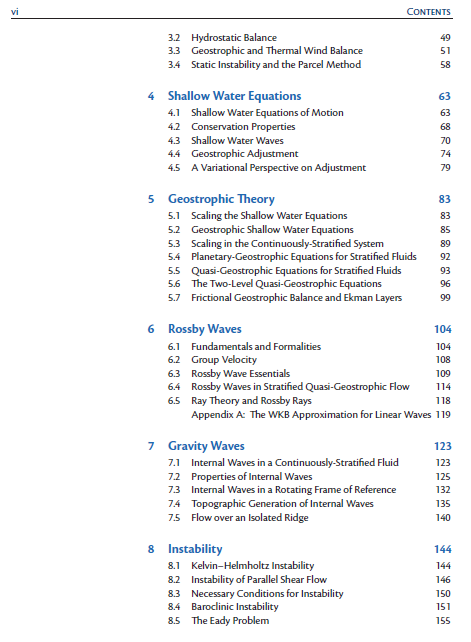 vi CONTENTS
3.2 Hydrostatic Balance 49
3.3 Geostrophic and Thermal Wind Balance 51
3.4 Static Instability and the Parcel Method 58
4 Shallow Water Equations 63
4.1 Shallow Water Equations of Motion 63
4.2 Conservation Properties 68
4.3 Shallow Water Waves 70
4.4 Geostrophic Adjustment 74
4.5 A Variational Perspective on Adjustment 79
5 Geostrophic Theory 83
5.1 Scaling the Shallow Water Equations 83
5.2 Geostrophic Shallow Water Equations 85
5.3 Scaling in the Continuously-Stratified System 89
5.4 Planetary-Geostrophic Equations for Stratified Fluids 92
5.5 Quasi-Geostrophic Equations for Stratified Fluids 93
5.6 The Two-Level Quasi-Geostrophic Equations 96
5.7 Frictional Geostrophic Balance and Ekman Layers 99
6 Rossby Waves 104
6.1 Fundamentals and Formalities 104
6.2 Group Velocity 108
6.3 Rossby Wave Essentials 109
6.4 Rossby Waves in Stratified Quasi-Geostrophic Flow 114
6.5 Ray Theory and Rossby Rays 118
Appendix A: The WKB Approximation for Linear Waves 119
7 Gravity Waves 123
7.1 Internal Waves in a Continuously-Stratified Fluid 123
7.2 Properties of Internal Waves 125
7.3 Internal Waves in a Rotating Frame of Reference 132
7.4 Topographic Generation of Internal Waves 135
7.5 Flow over an Isolated Ridge 140
8 Instability 144
8.1 Kelvin–Helmholtz Instability 144
8.2 Instability of Parallel Shear Flow 146
8.3 Necessary Conditions for Instability 150
8.4 Baroclinic Instability 151
8.5 The Eady Problem 155